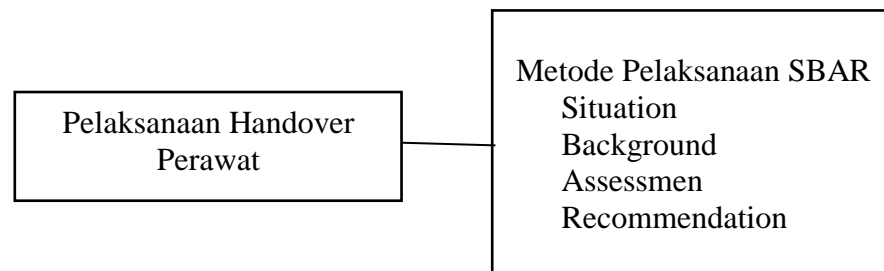 Pelaksanaan Handover
Perawat
Metode Pelaksanaan SBAR
Situation
Background
Assessmen
Recommendation